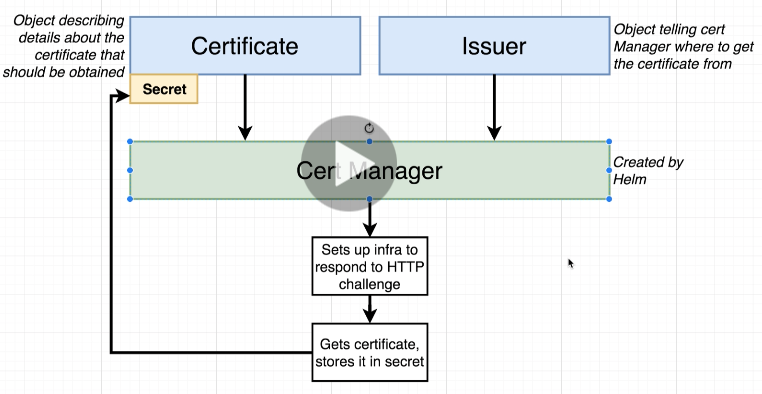 Object describing
details about the
certificate that
should be obtained
Certificate
Issuer
Object telling cert
Manager where to get
the certificate from
Secret
Cert Manager
Created by
Helm
Sets up infra to
respond to HTTP
challenge
Gets certificate,
stores it in secret